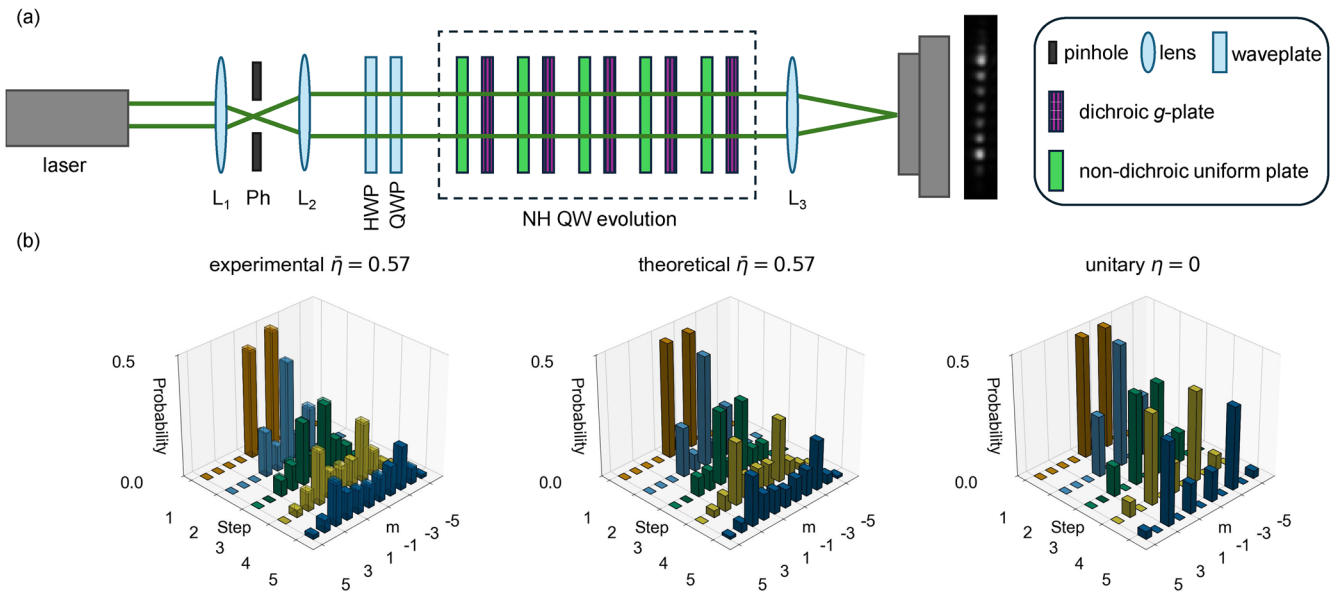 (a)
laser
L1
Ph
L2
HWP
QWP
NH QW evolution
L3
pinhole
lens
waveplate
dichroic g-plate
non-dichroic uniform plate
(b)
experimental η̄ = 0.57
0.5
0.0
Probability
1
2
3
4
5
Step
5
3
1
-1
-3
-5
m
theoretical η̄ = 0.57
0.5
0.0
Probability
1
2
3
4
5
Step
5
3
1
-1
-3
-5
m
unitary η = 0
0.5
0.0
Probability
1
2
3
4
5
Step
5
3
1
-1
-3
-5
m